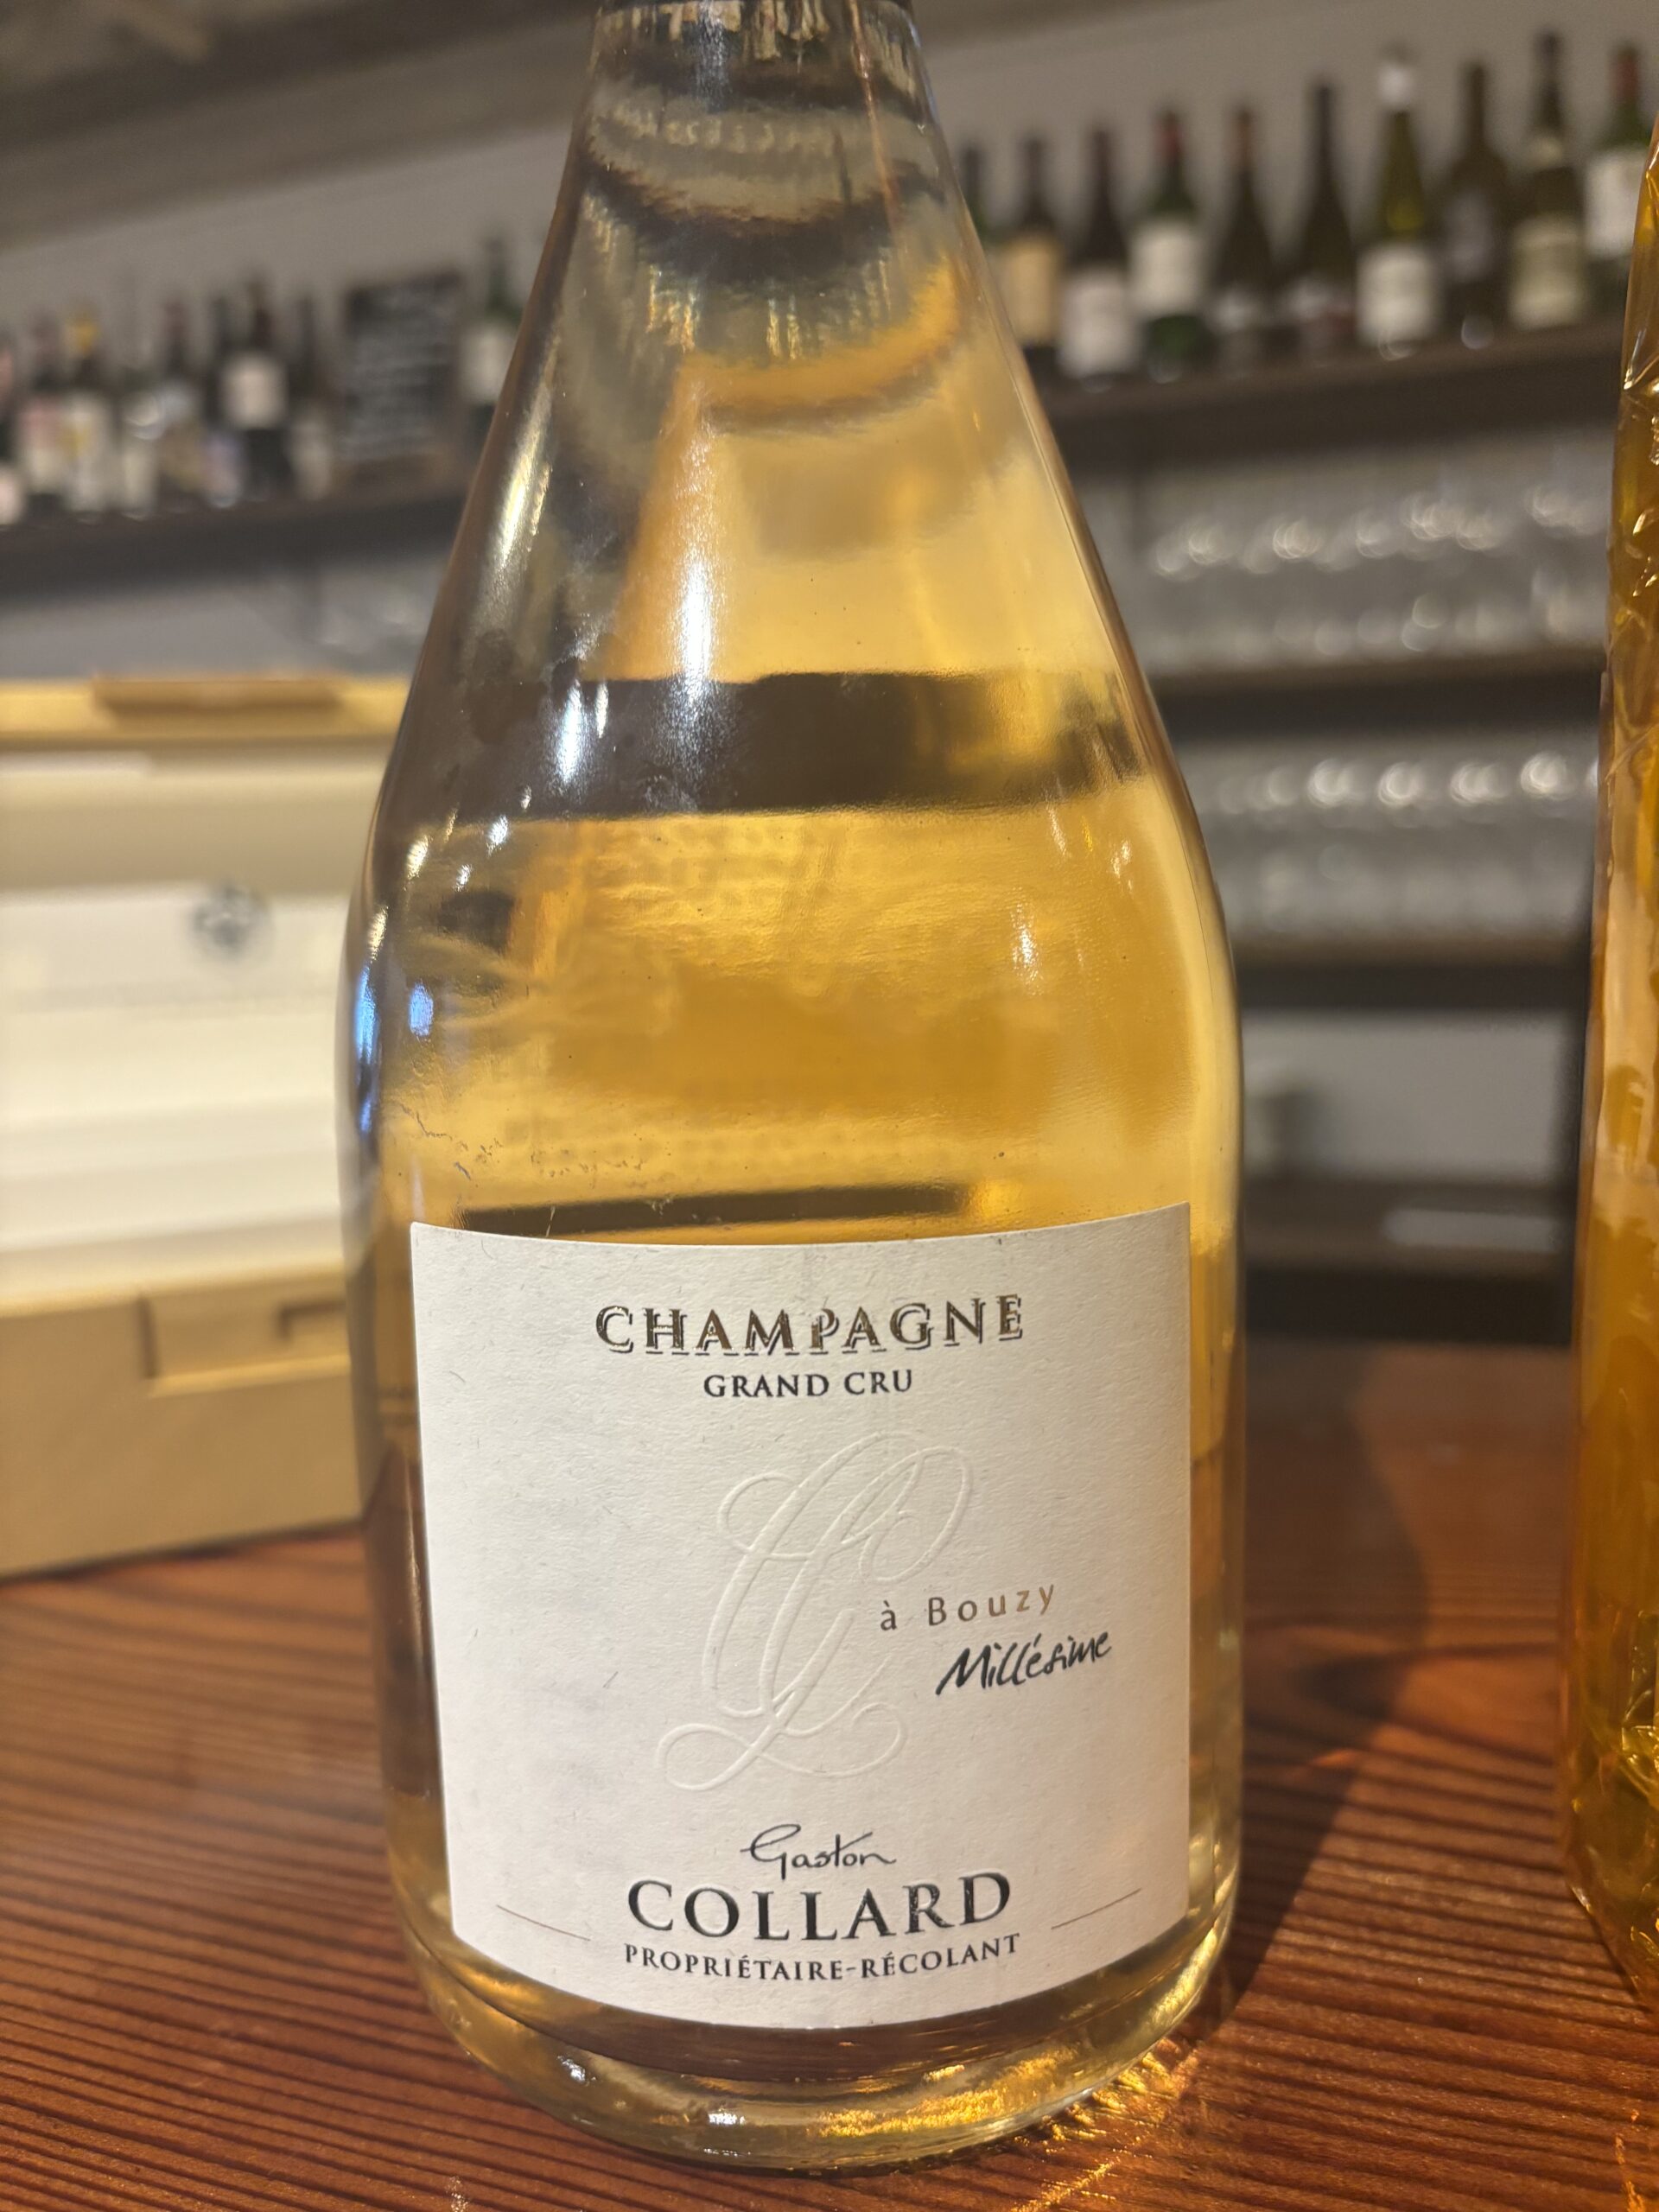 CHAMPAGNE
GRAND CRU
à Bouzy
Millésime
Gaston
COLLARD
PROPRIÉTAIRE-RÉCOLANT